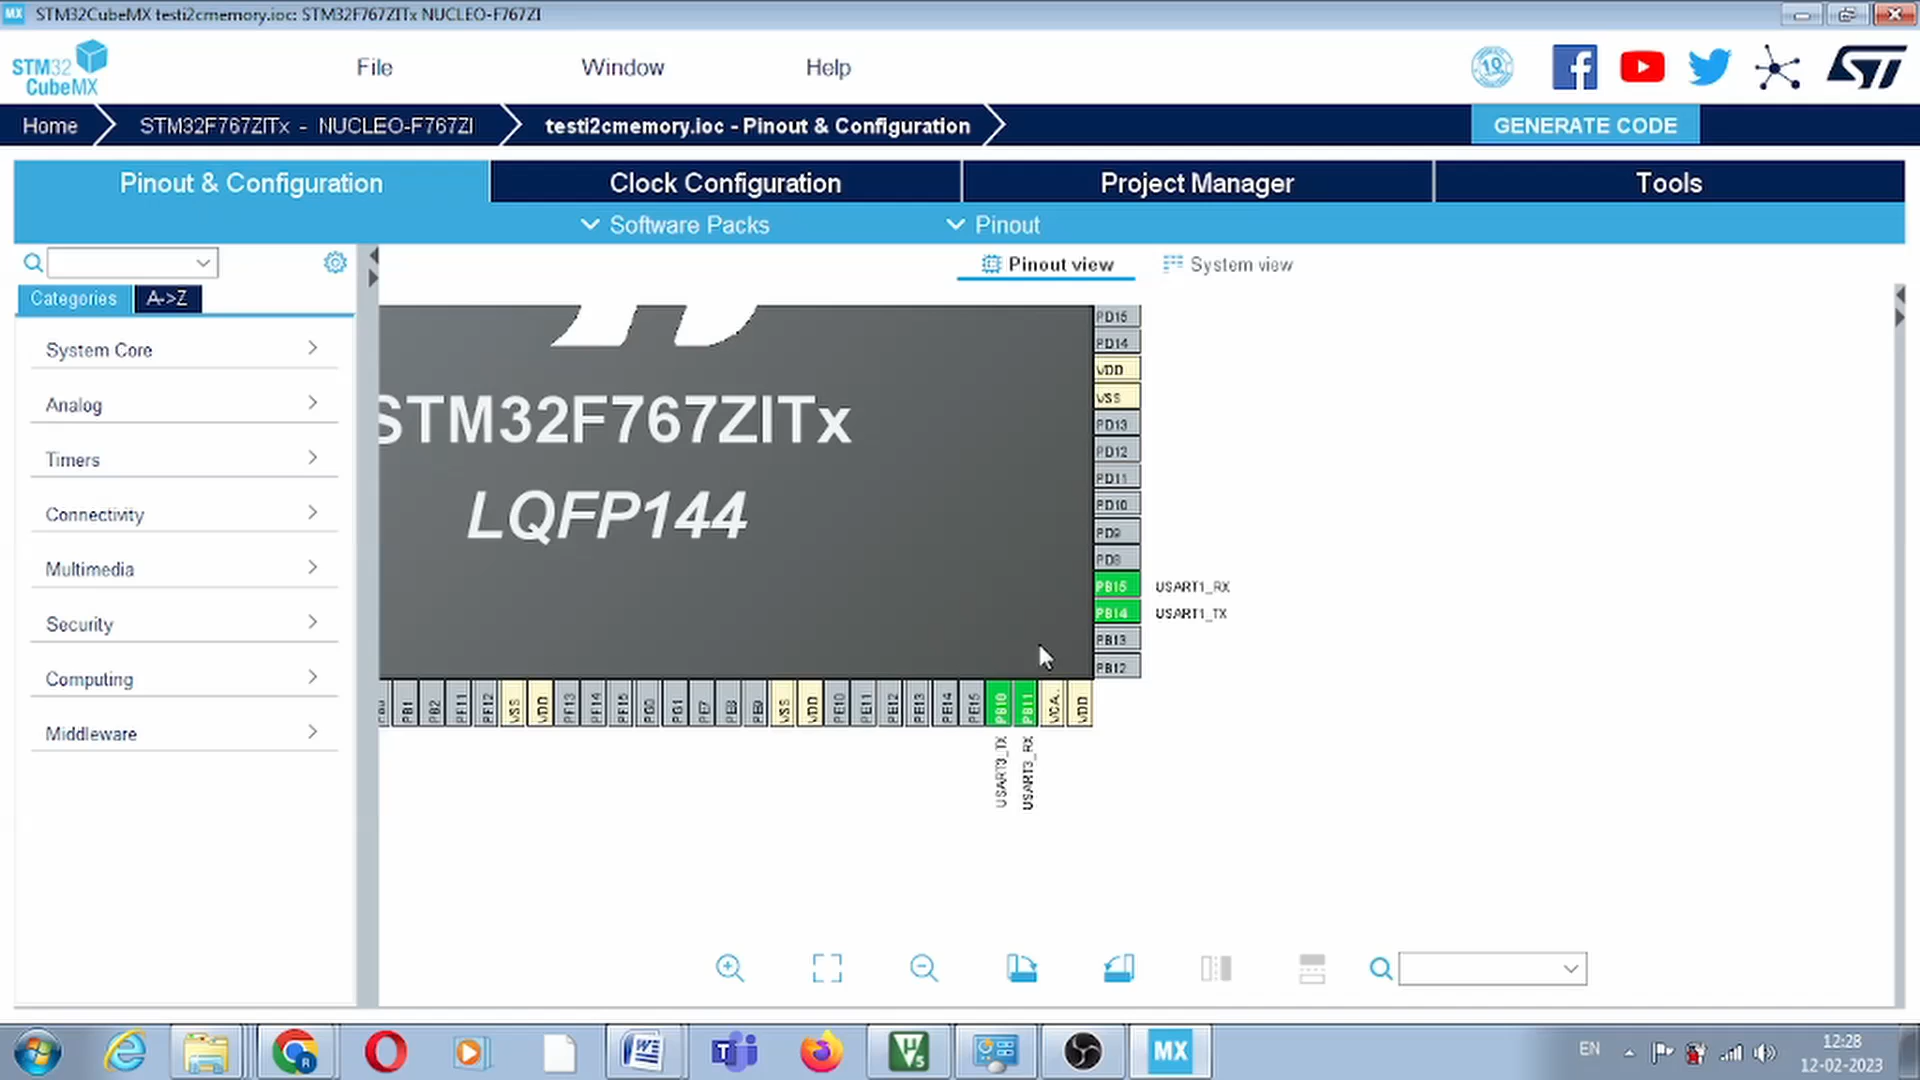 MX STM32CubeMX testi2cmemory.ioc: STM32F767ZITx NUCLEO-F767ZI
STM32
CubeMX
File
Window
Help
10
ST
Home
STM32F767ZITx - NUCLEO-F767ZI
testi2cmemory.ioc - Pinout & Configuration
GENERATE CODE
Pinout & Configuration
Clock Configuration
Project Manager
Tools
Software Packs
Pinout
Pinout view
System view
Categories
A->Z
System Core
Analog
Timers
Connectivity
Multimedia
Security
Computing
Middleware
STM32F767ZITx
LQFP144
PD15
PD14
VDD
VSS
PD13
PD12
PD11
PD10
PD9
PD8
PB15 USART1_RX
PB14 USART1_TX
PB13
PB12
PB1
PB2
PF11
PF12
VSS
VDD
PF13
PF14
PF15
PG0
PG1
PE7
PE8
PE9
VSS
VDD
PE10
PE11
PE12
PE13
PE14
PE15
PB10
PB11
VCA..
VDD
USART3_TX
USART3_RX
EN
12:28
12-02-2023
MX